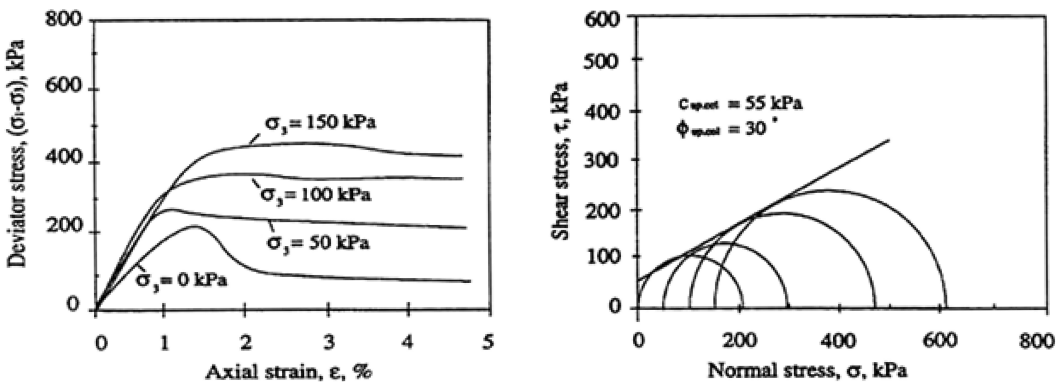 Deviator stress, (σ₁-σ₃), kPa
800
600
400
200
0
σ₃= 150 kPa
σ₃= 100 kPa
σ₃= 50 kPa
σ₃= 0 kPa
0 1 2 3 4 5
Axial strain, ε, %
Shear stress, τ, kPa
600
500
400
300
200
100
0
= 55 kPa
= 30°
0 200 400 600 800
Normal stress, σ, kPa